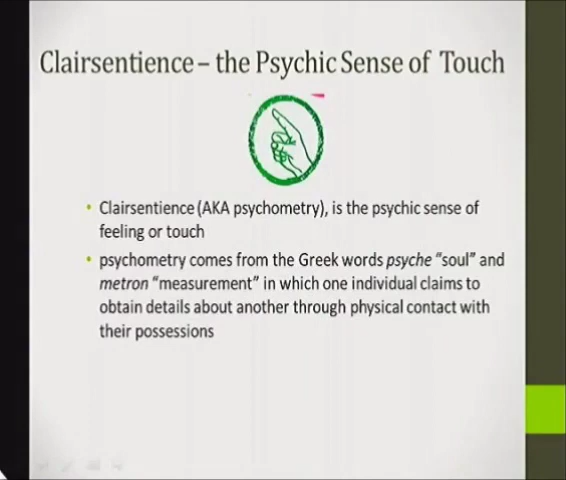 Clairsentience – the Psychic Sense of Touch
• Clairsentience (AKA psychometry), is the psychic sense of
feeling or touch
• psychometry comes from the Greek words psyche “soul” and
metron “measurement” in which one individual claims to
obtain details about another through physical contact with
their possessions